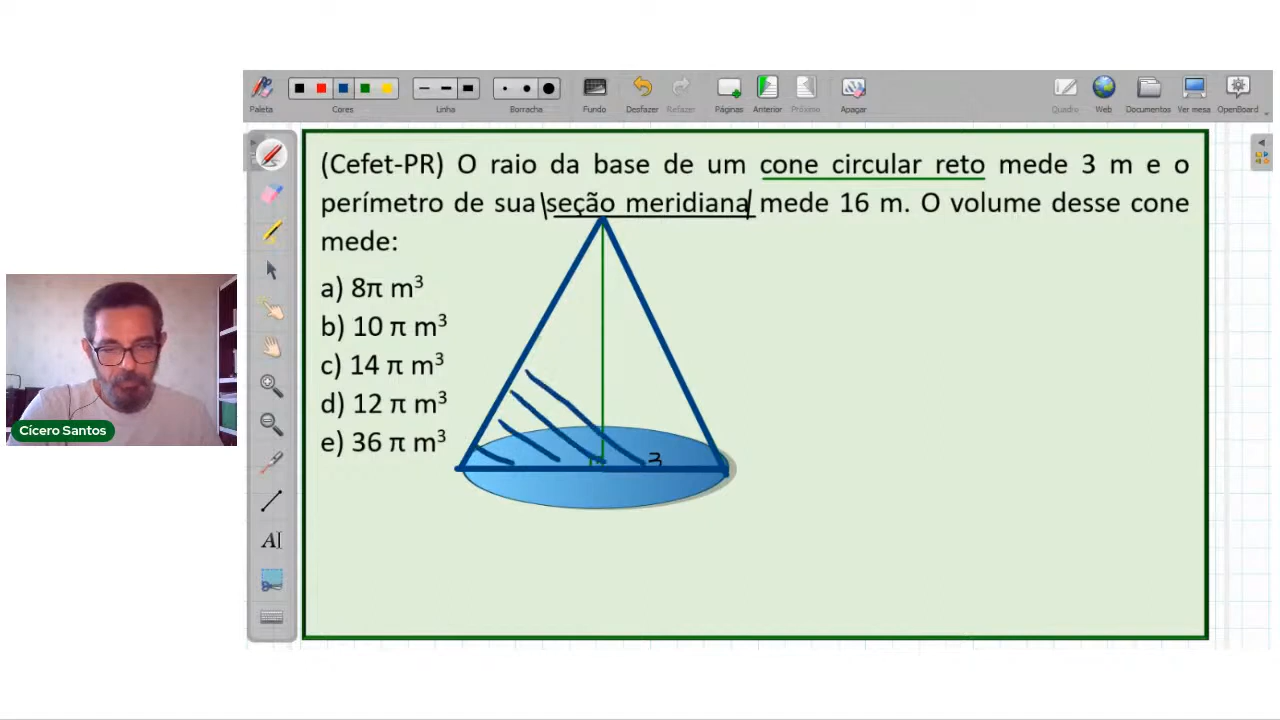 Paleta Cores Linha Borracha Fundo Desfazer Refazer Páginas Anterior Próximo Apagar Quadro Web Documentos Ver mesa OpenBoard
(Cefet-PR) O raio da base de um cone circular reto mede 3 m e o
perímetro de sua seção meridiana mede 16 m. O volume desse cone
mede:
a) 8π m³
b) 10 π m³
c) 14 π m³
d) 12 π m³
e) 36 π m³
3
Cícero Santos
AI